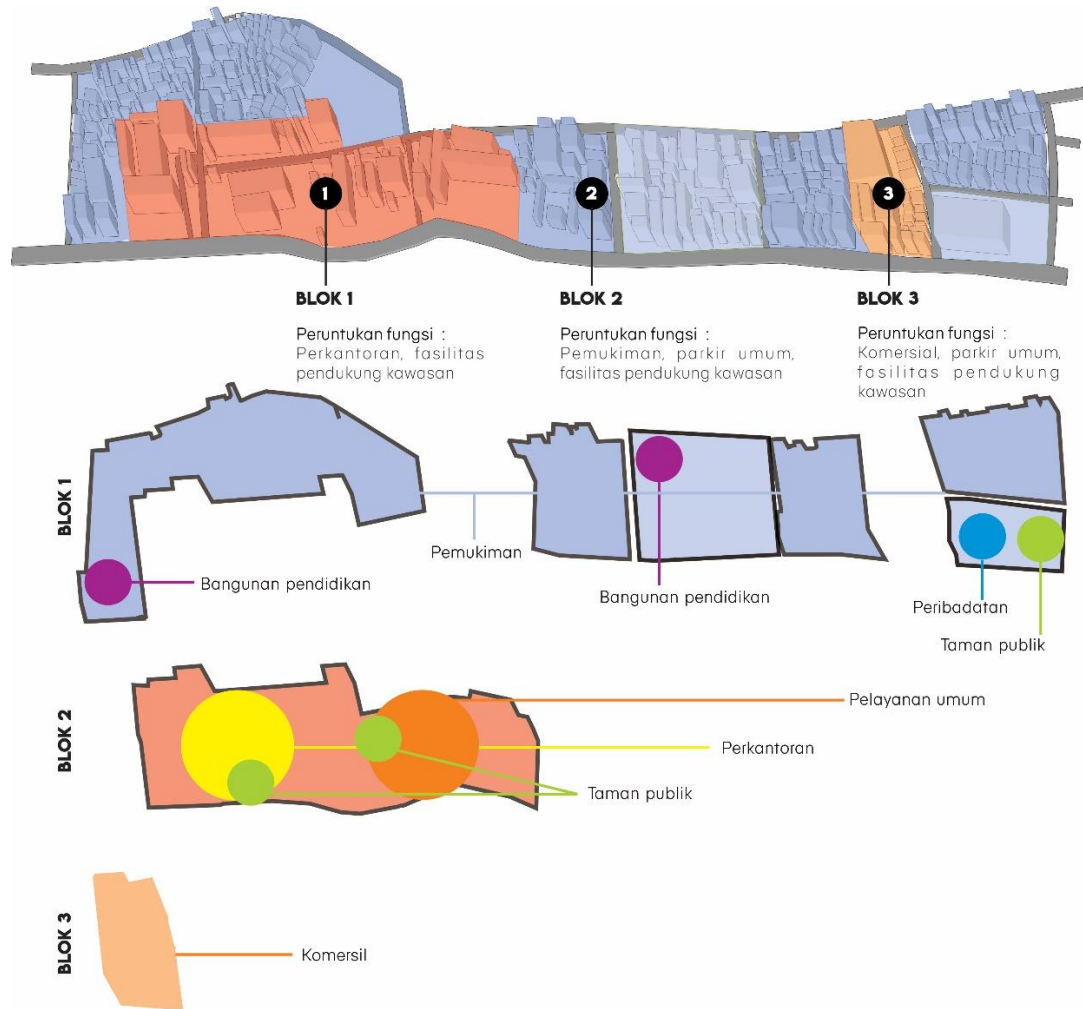 1
2
3
BLOK 1
Peruntukan fungsi :
Perkantoran, fasilitas
pendukung kawasan
BLOK 2
Peruntukan fungsi :
Pemukiman, parkir umum,
fasilitas pendukung kawasan
BLOK 3
Peruntukan fungsi :
Komersial, parkir umum,
fasilitas pendukung
kawasan
BLOK 1
Pemukiman
Bangunan pendidikan
Bangunan pendidikan
Peribadatan
Taman publik
BLOK 2
Pelayanan umum
Perkantoran
Taman publik
BLOK 3
Komersil